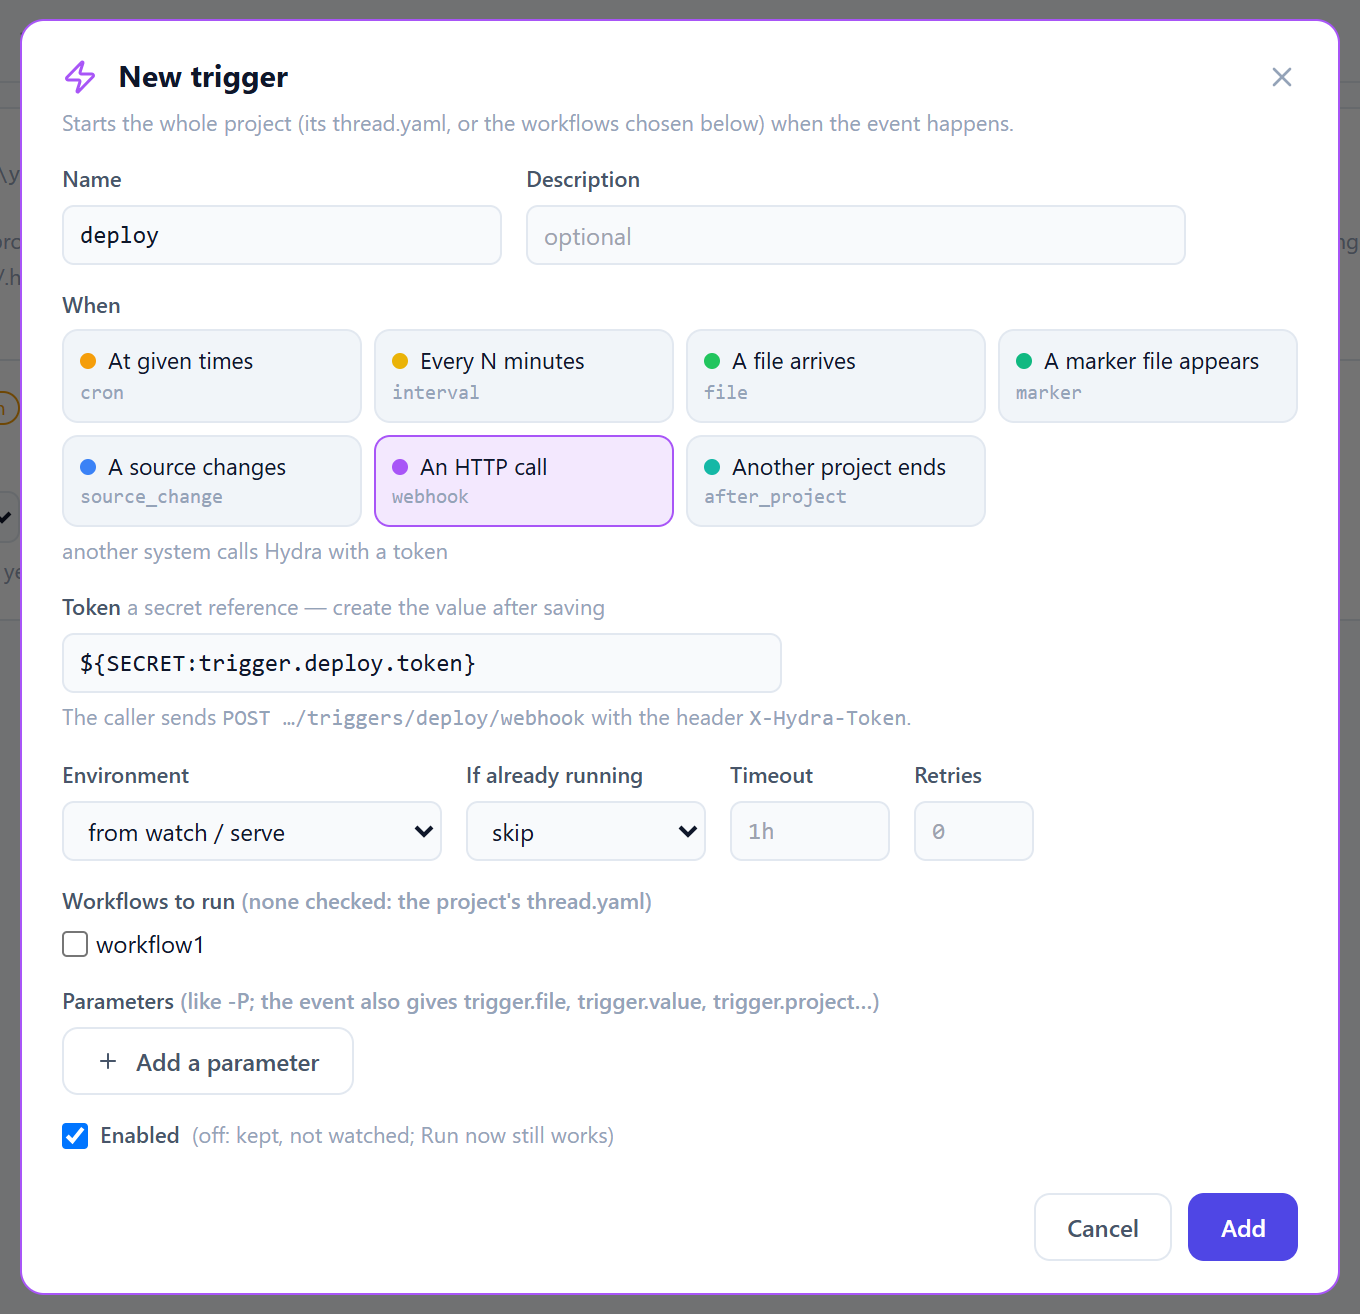 New trigger
Starts the whole project (its thread.yaml, or the workflows chosen below) when the event happens.
Name
Description
deploy
optional
When
At given times
cron
Every N minutes
interval
A file arrives
file
A marker file appears
marker
A source changes
source_change
An HTTP call
webhook
Another project ends
after_project
another system calls Hydra with a token
Token a secret reference — create the value after saving
${SECRET:trigger.deploy.token}
The caller sends POST …/triggers/deploy/webhook with the header X-Hydra-Token.
Environment
If already running
Timeout
Retries
from watch / serve
skip
1h
0
Workflows to run (none checked: the project's thread.yaml)
workflow1
Parameters (like -P; the event also gives trigger.file, trigger.value, trigger.project…)
+ Add a parameter
Enabled (off: kept, not watched; Run now still works)
Cancel
Add